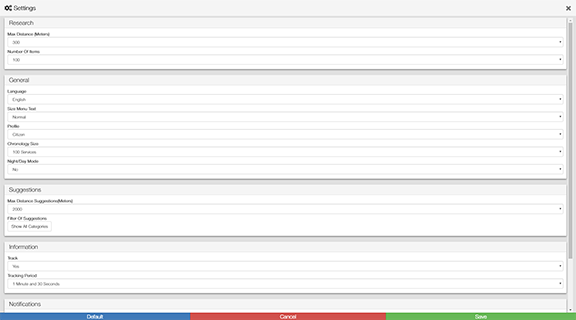 Settings
Research
Max Distance (Meters)
300
Number Of Items
100
General
Language
English
Size Menu Text
Normal
Profile
Citizen
Chronology Size
100 Services
Night/Day Mode
No
Suggestions
Max Distance Suggestions(Meters)
2000
Filter Of Suggestions
Show All Categories
Information
Track
Yes
Tracking Period
1 Minute and 30 Seconds
Notifications
Default
Cancel
Save